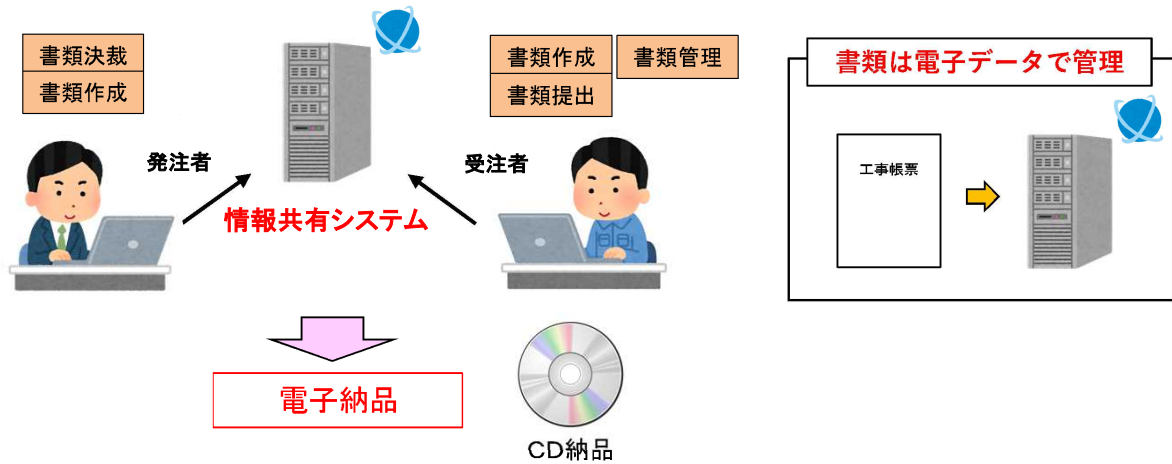 書類決裁
書類作成
発注者
情報共有システム
書類作成
書類管理
書類提出
受注者
電子納品
CD納品
書類は電子データで管理
工事帳票